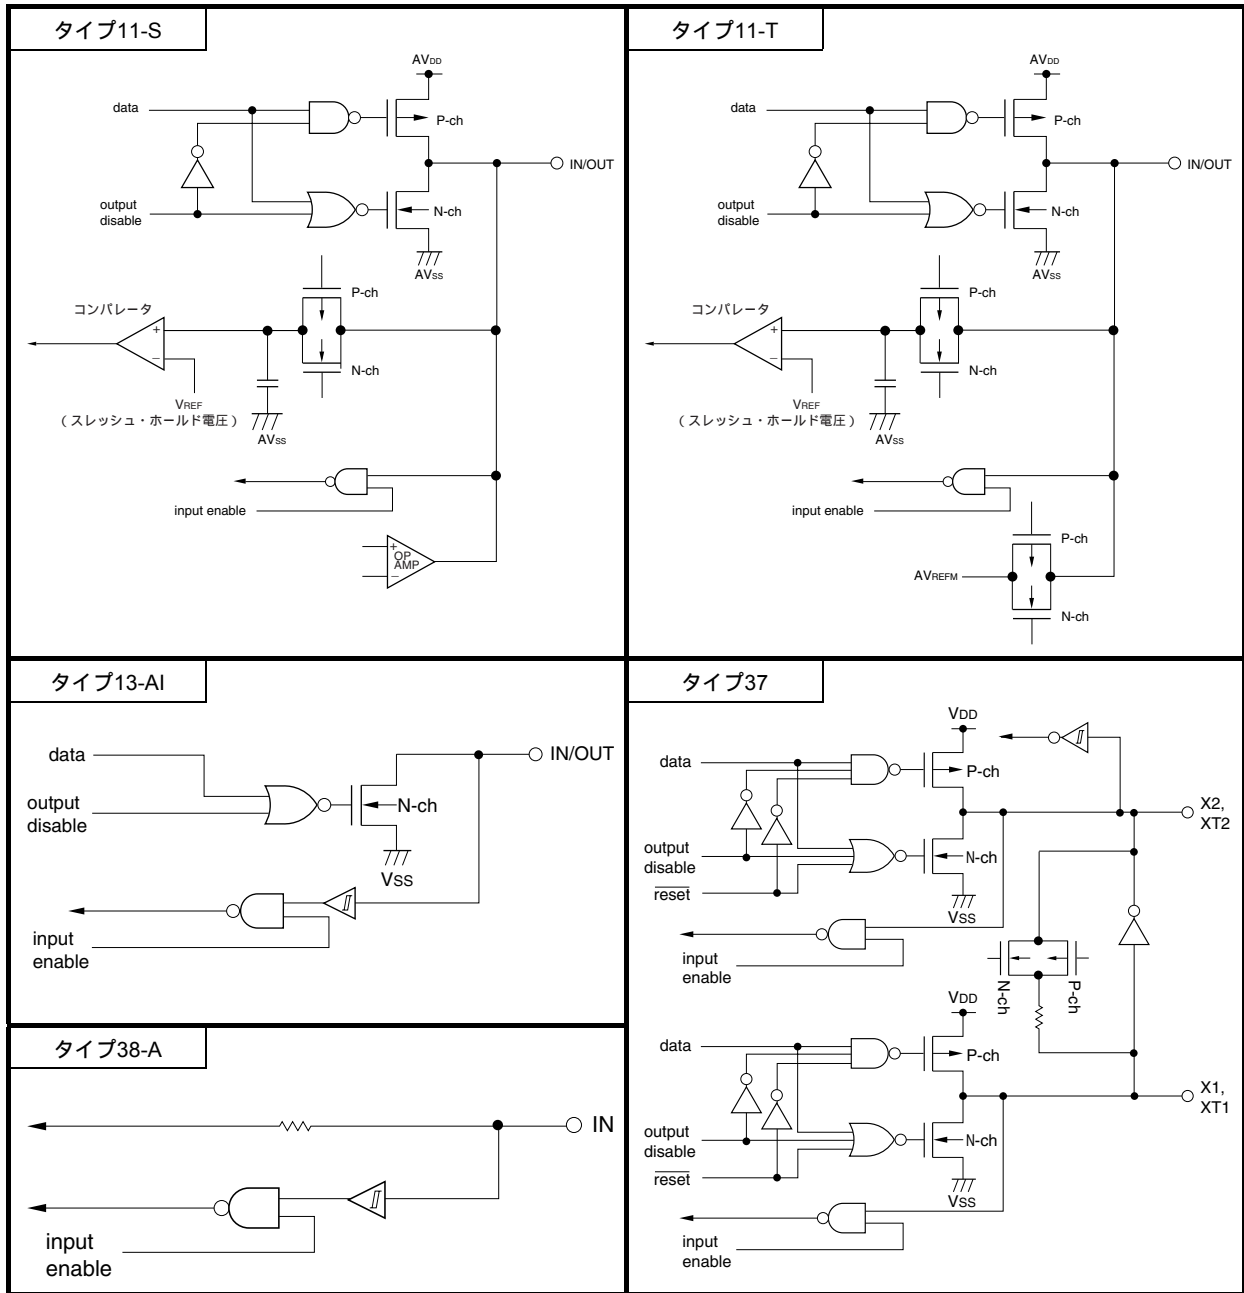 タイプ11-S
AVDD
data
P-ch
IN/OUT
output
disable
N-ch
AVSS
P-ch
コンパレータ
+
−
N-ch
VREF
（スレッシュ・ホールド電圧）
AVSS
input enable
+
OP
AMP
−
タイプ11-T
AVDD
data
P-ch
IN/OUT
output
disable
N-ch
AVSS
P-ch
コンパレータ
+
−
N-ch
VREF
（スレッシュ・ホールド電圧）
AVSS
input enable
P-ch
AVREFM
N-ch
タイプ13-AI
data
IN/OUT
output
disable
N-ch
VSS
input
enable
タイプ37
VDD
data
P-ch
X2,
XT2
output
disable
N-ch
reset
VSS
input
enable
N-ch
P-ch
VDD
data
P-ch
X1,
XT1
output
disable
N-ch
reset
VSS
input
enable
タイプ38-A
IN
input
enable